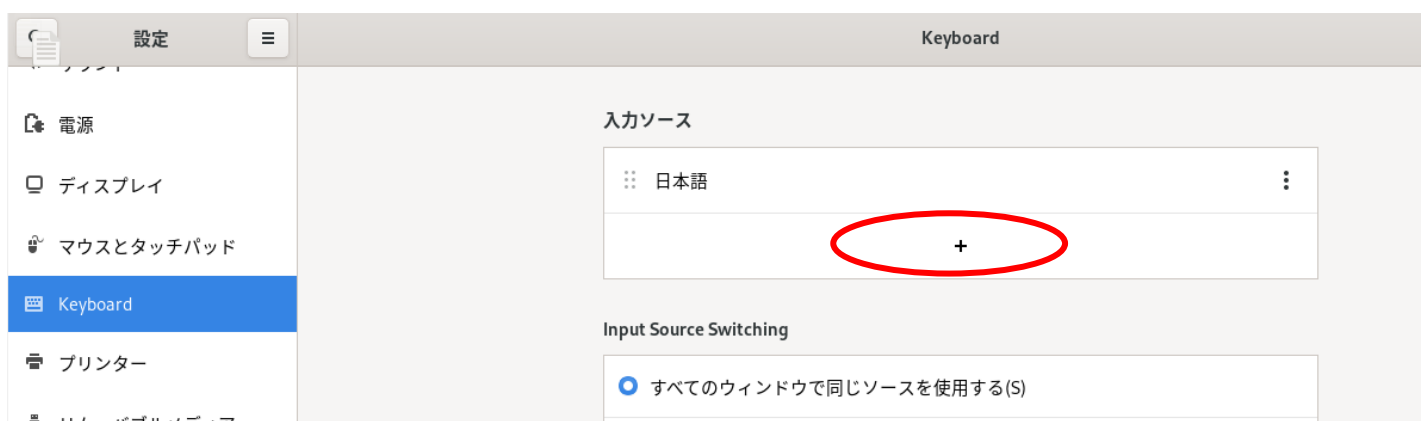 設定
Keyboard
電源
ディスプレイ
マウスとタッチパッド
Keyboard
プリンター
入力ソース
日本語
+
Input Source Switching
すべてのウィンドウで同じソースを使用する(S)